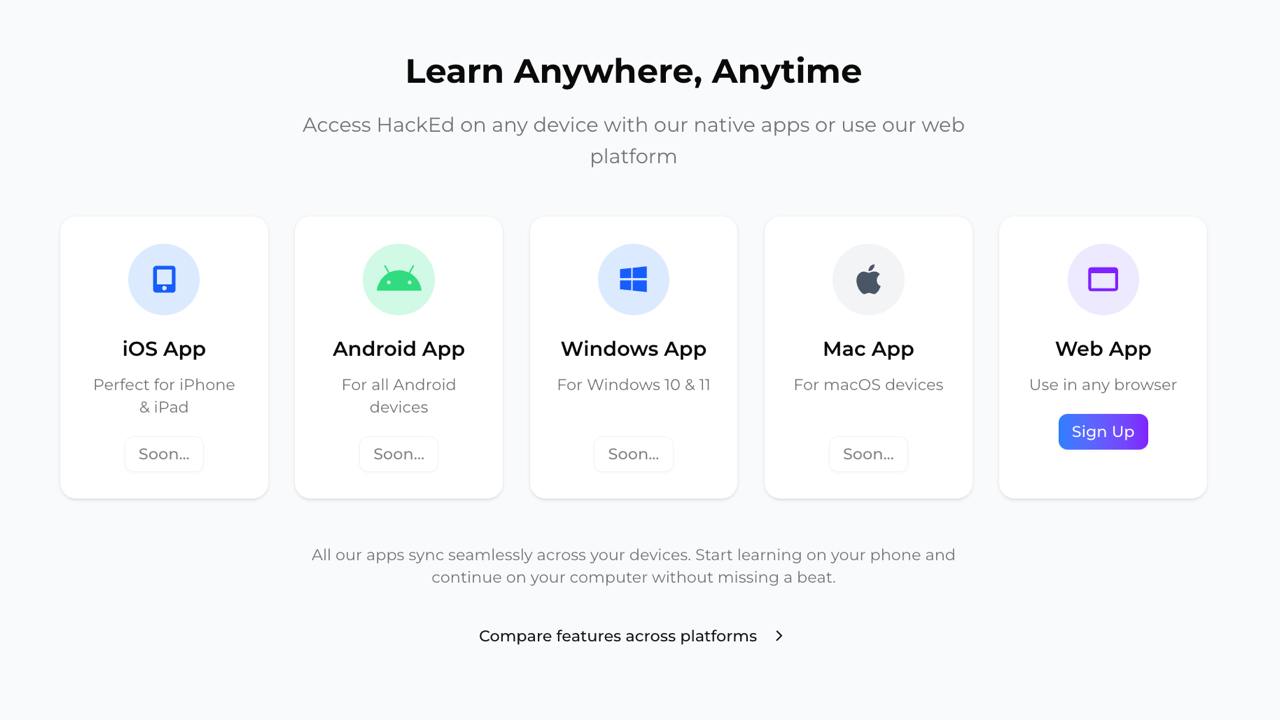 Learn Anywhere, Anytime
Access HackEd on any device with our native apps or use our web
platform
iOS App
Perfect for iPhone
& iPad
Soon...
Android App
For all Android
devices
Soon...
Windows App
For Windows 10 & 11
Soon...
Mac App
For macOS devices
Soon...
Web App
Use in any browser
Sign Up
All our apps sync seamlessly across your devices. Start learning on your phone and
continue on your computer without missing a beat.
Compare features across platforms